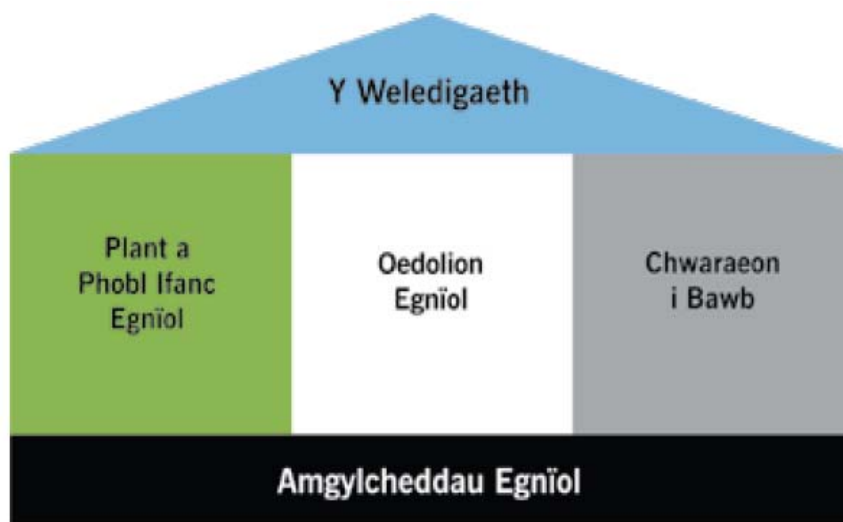 Y Weledigaeth
Plant a
Phobl Ifanc
Egnïol
Oedolion
Egnïol
Chwaraeon
i Bawb
Amgylcheddau Egnïol